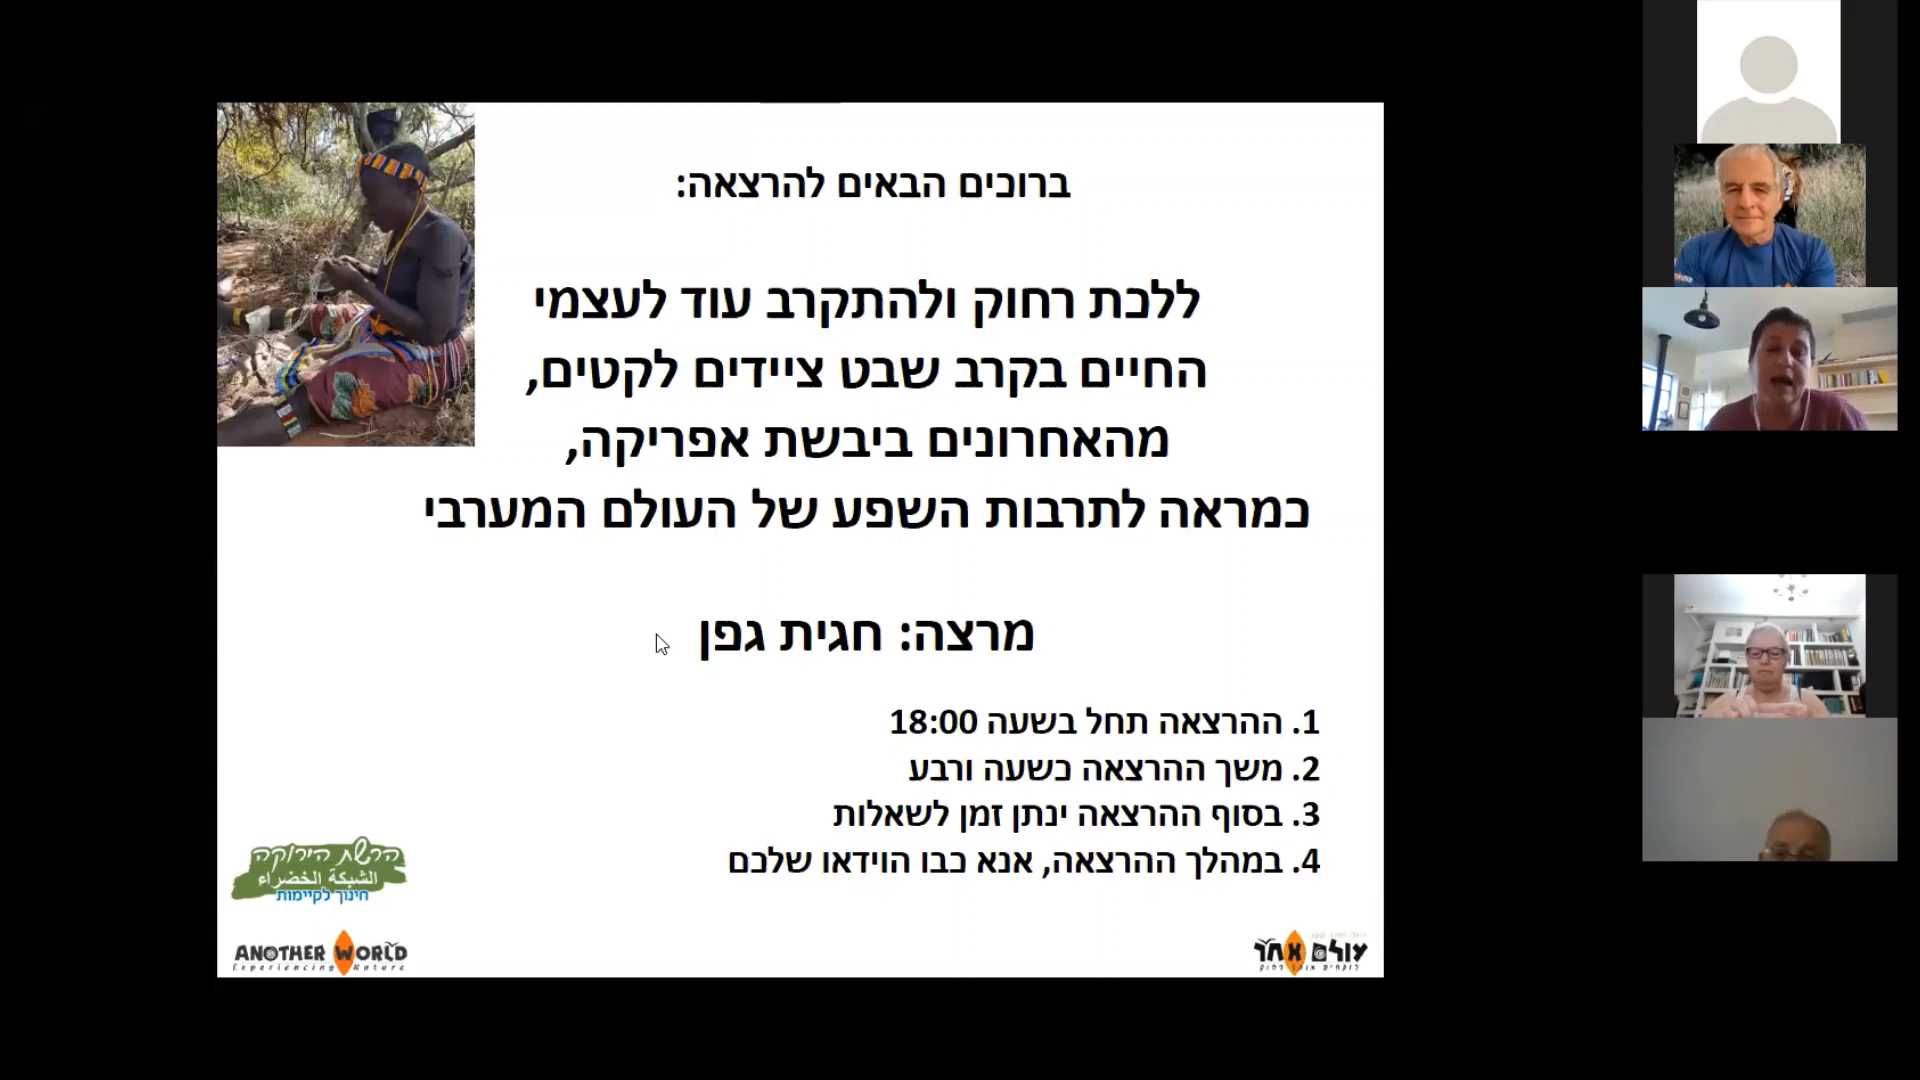 ברוכים הבאים להרצאה:
ללכת רחוק ולהתקרב עוד לעצמי
החיים בקרב שבט ציידים לקטים,
מהאחרונים ביבשת אפריקה,
כמראה לתרבות השפע של העולם המערבי
מרצה: חגית גפן
1. ההרצאה תחל בשעה 18:00
2. משך ההרצאה כשעה ורבע
3. בסוף ההרצאה ינתן זמן לשאלות
4. במהלך ההרצאה, אנא כבו הוידאו שלכם
הרשת הירוקה
الشبكة الخضراء
חינוך לקיימות
ANOTHER WORLD
Experiencing Nature
עולם אחר